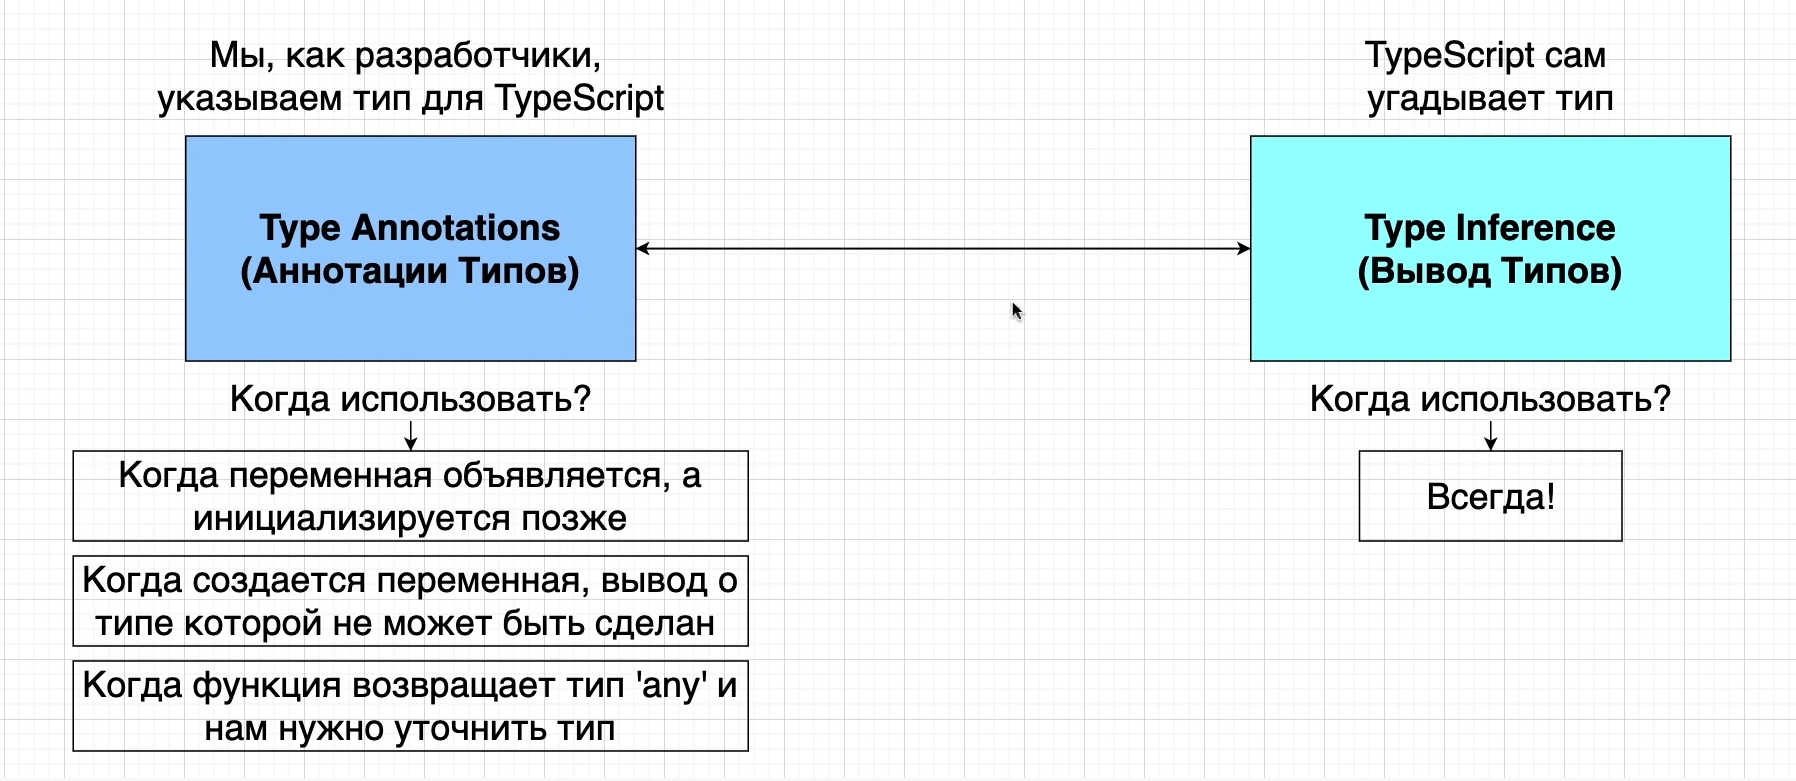 Мы, как разработчики,
указываем тип для TypeScript
Type Annotations
(Аннотации Типов)
Когда использовать?
Когда переменная объявляется, а
инициализируется позже
Когда создается переменная, вывод о
типе которой не может быть сделан
Когда функция возвращает тип 'any' и
нам нужно уточнить тип
TypeScript сам
угадывает тип
Type Inference
(Вывод Типов)
Когда использовать?
Всегда!